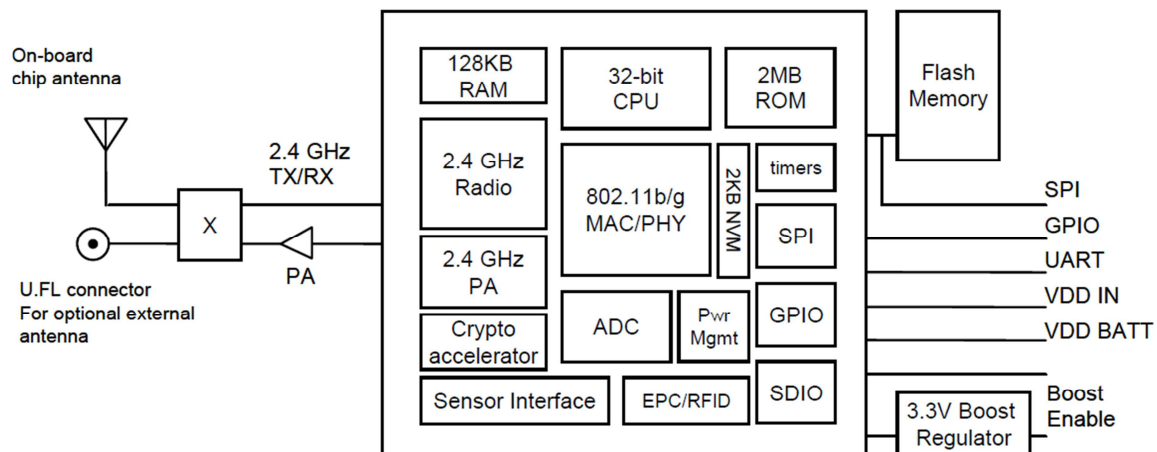 On-board
chip antenna
2.4 GHz
TX/RX
X
PA
U.FL connector
For optional external
antenna
128KB
RAM
32-bit
CPU
2MB
ROM
2.4 GHz
Radio
802.11b/g
MAC/PHY
2KB NVM
timers
SPI
2.4 GHz
PA
Crypto
accelerator
ADC
Pwr
Mgmt
GPIO
Sensor Interface
EPC/RFID
SDIO
Flash
Memory
SPI
GPIO
UART
VDD IN
VDD BATT
Boost
Enable
3.3V Boost
Regulator